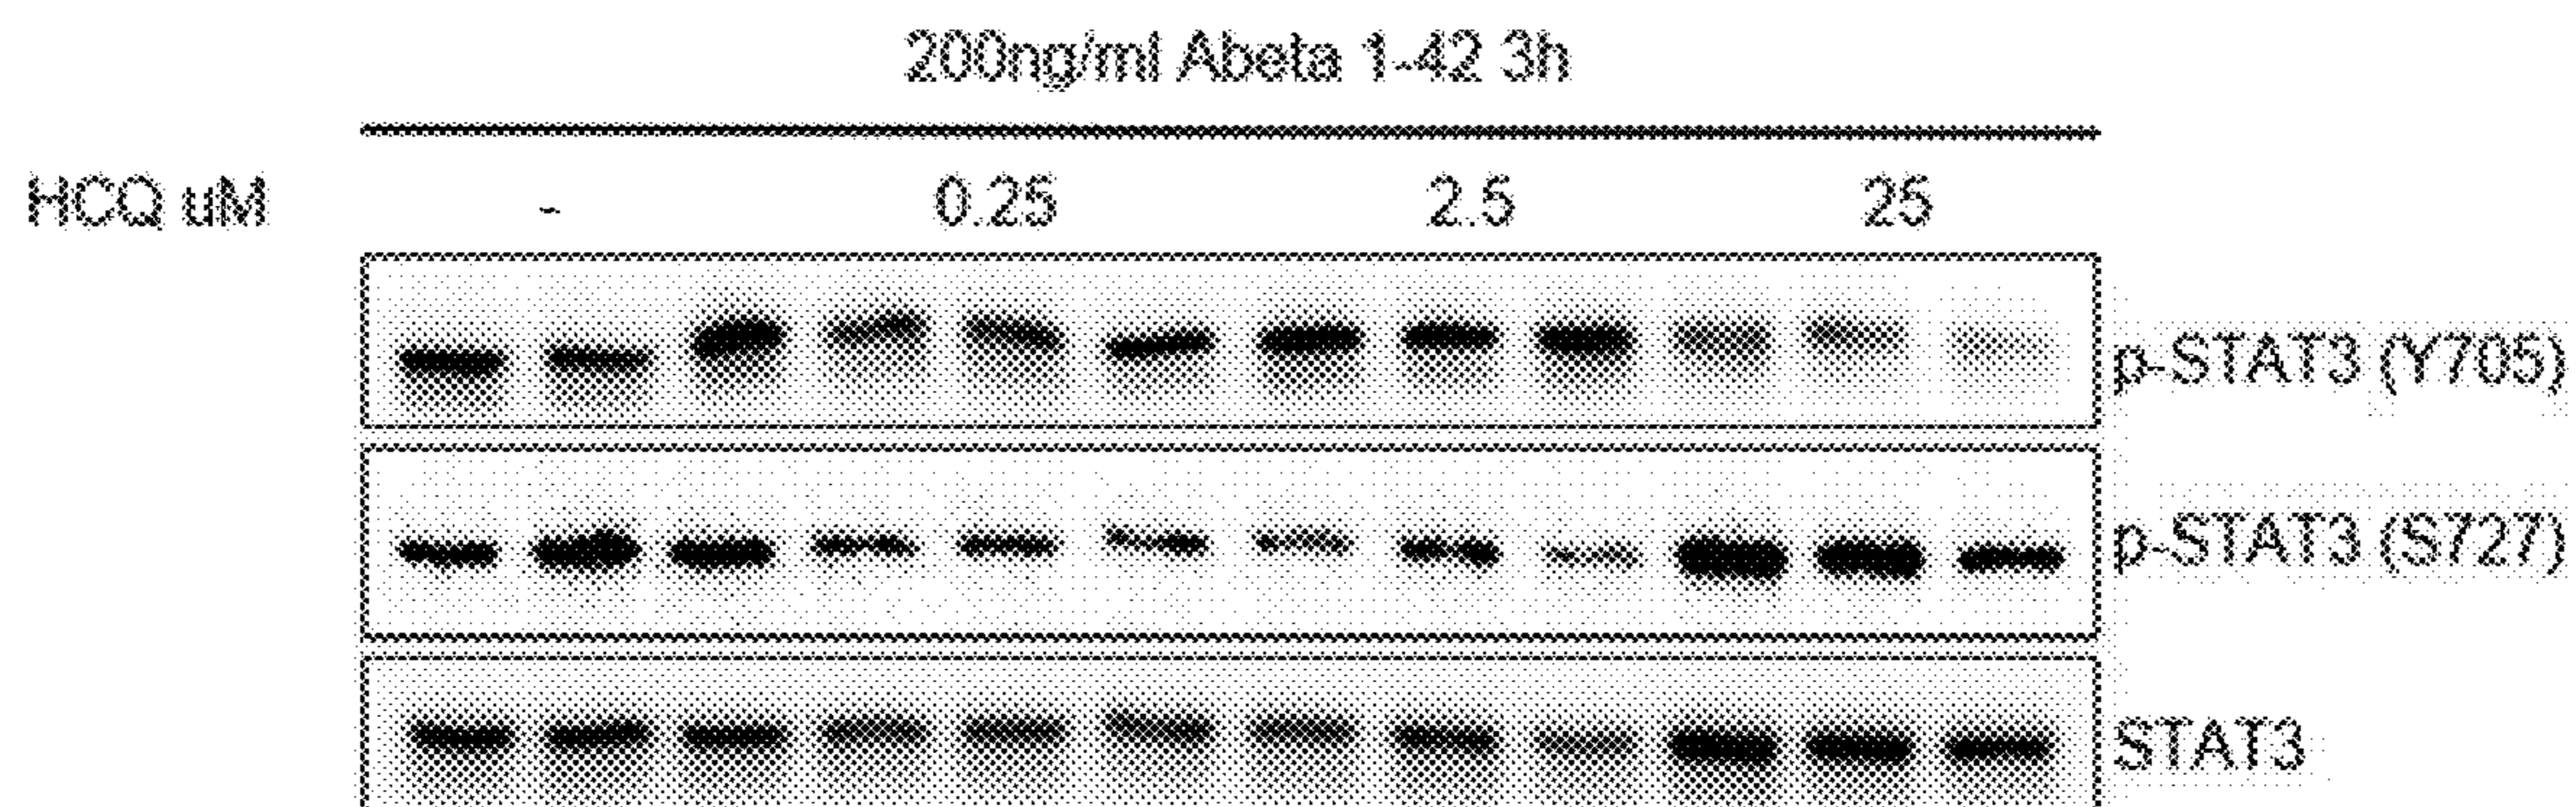 200ng/ml Abeta 1-42 3h
HCQ uM - 0.25 2.5 25
p-STAT3 (Y705)
p-STAT3 (S727)
STAT3